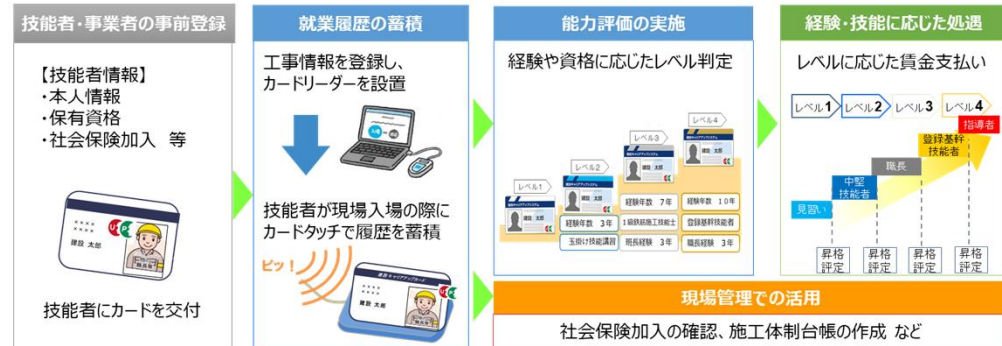 技能者・事業者の事前登録
【技能者情報】
・本人情報
・保有資格
・社会保険加入 等
建設 太郎
技能者にカードを交付
就業履歴の蓄積
工事情報を登録し、
カードリーダーを設置
技能者が現場入場の際に
カードタッチで履歴を蓄積
ピッ！
建設キャリアアップカード
建設 太郎
能力評価の実施
経験や資格に応じたレベル判定
レベル1
レベル2
レベル3
レベル4
経験年数 3年
玉掛け技能講習
経験年数 7年
1級鉄筋施工技能士
班長経験 3年
経験年数 10年
登録基幹技能者
職長経験 3年
経験・技能に応じた処遇
レベルに応じた賃金支払い
レベル1
レベル2
レベル3
レベル4
指導者
登録基幹
技能者
職長
中堅
技能者
見習い
昇格
評定
昇格
評定
昇格
評定
昇格
評定
現場管理での活用
社会保険加入の確認、施工体制台帳の作成 など